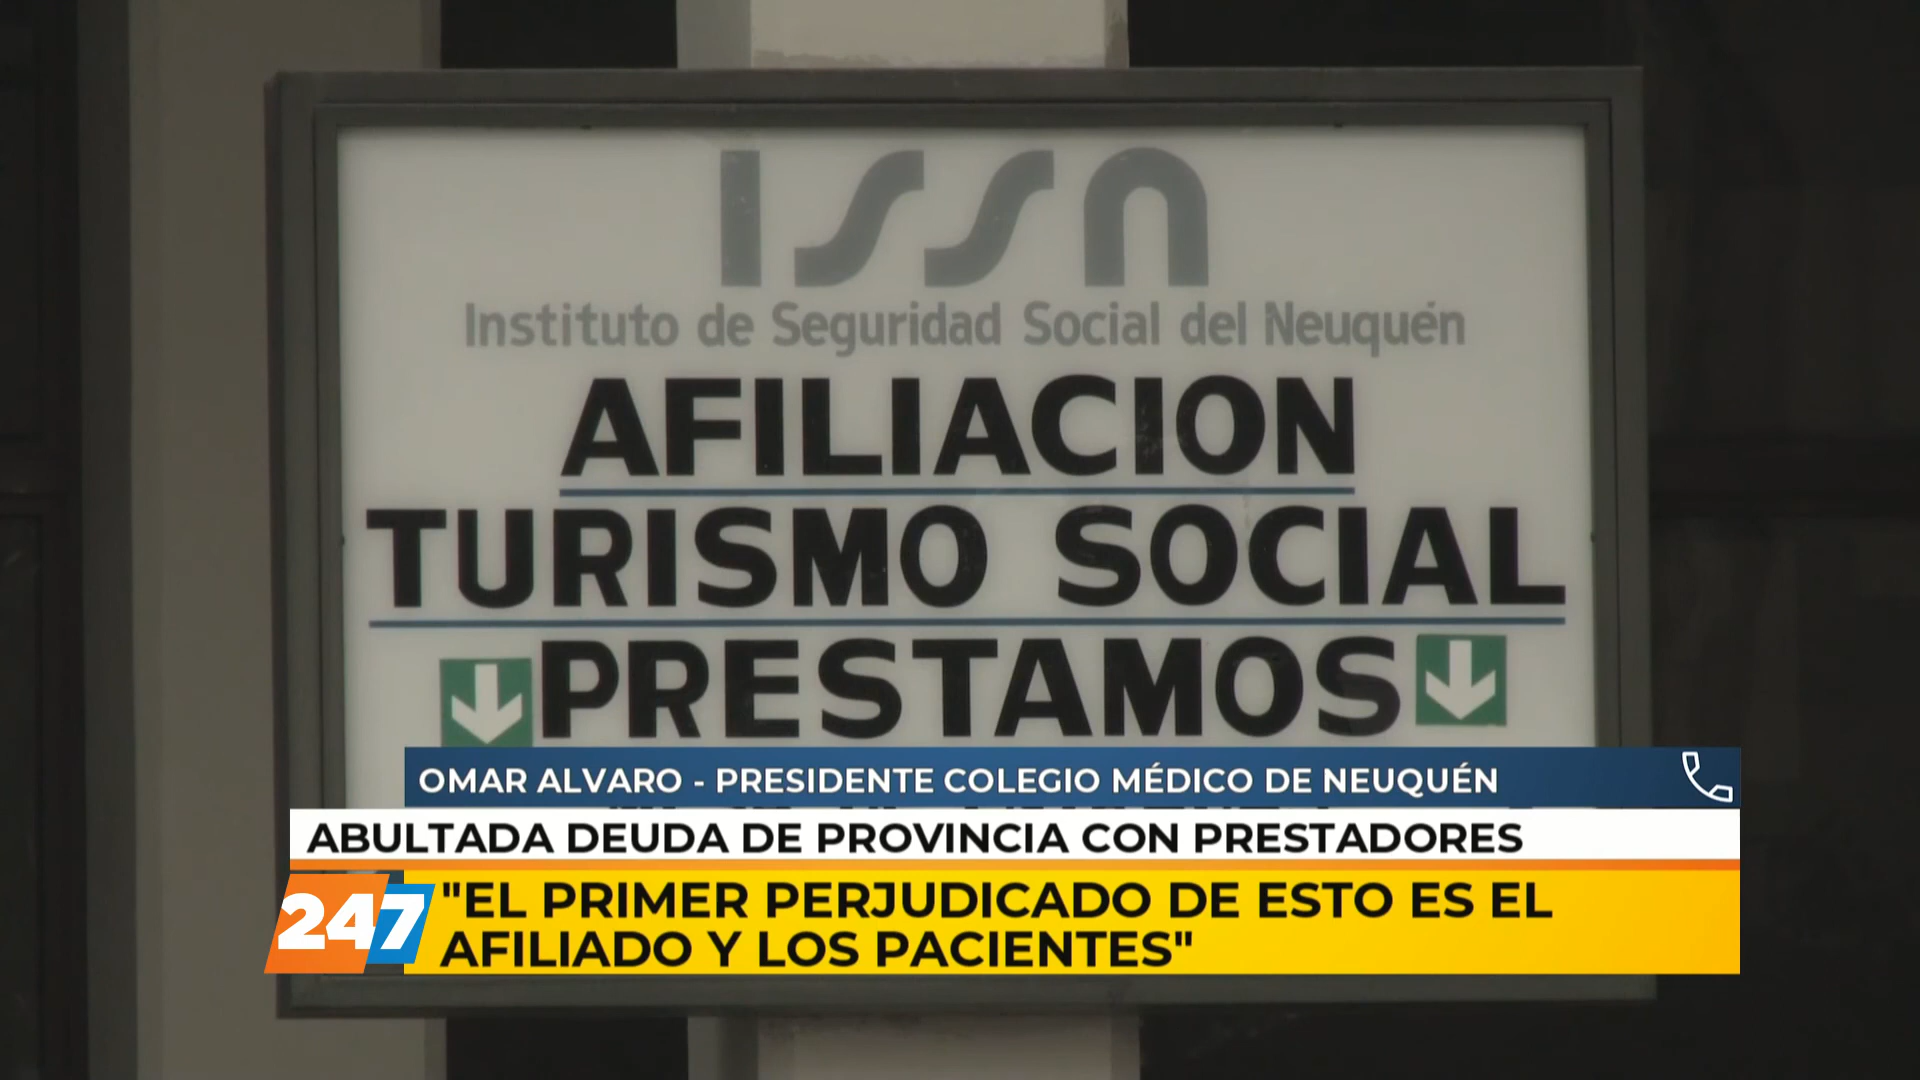 ISSN
Instituto de Seguridad Social del Neuquén
AFILIACION
TURISMO SOCIAL
PRESTAMOS
OMAR ALVARO - PRESIDENTE COLEGIO MÉDICO DE NEUQUÉN
ABULTADA DEUDA DE PROVINCIA CON PRESTADORES
247
"EL PRIMER PERJUDICADO DE ESTO ES EL
AFILIADO Y LOS PACIENTES"